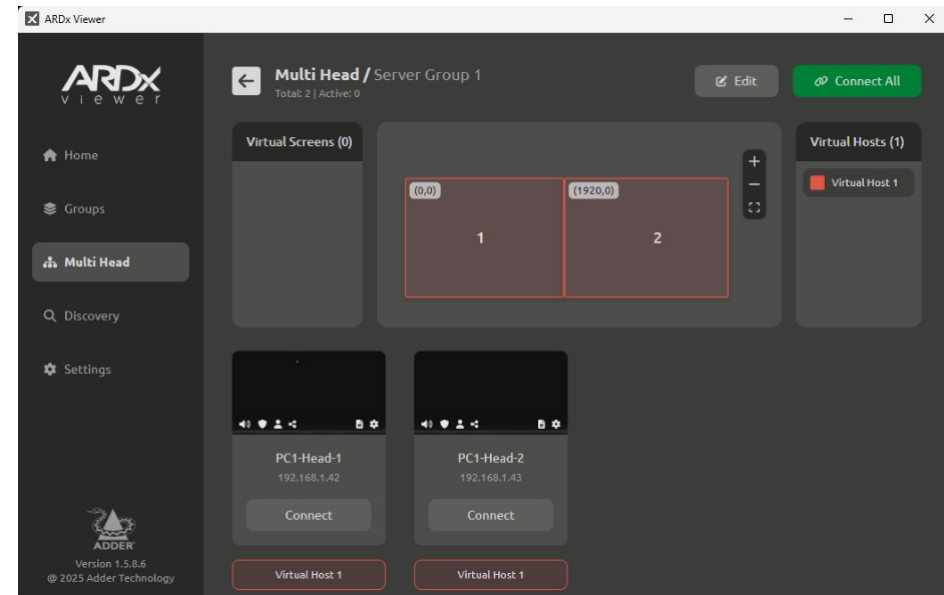 ARDx Viewer
ARDx
viewer
Home
Groups
Multi Head
Discovery
Settings
ADDER
Version 1.5.8.6
@ 2025 Adder Technology
Multi Head / Server Group 1
Total: 2 | Active: 0
Edit
Connect All
Virtual Screens (0)
(0,0)
1
(1920,0)
2
Virtual Hosts (1)
Virtual Host 1
PC1-Head-1
192.168.1.42
Connect
Virtual Host 1
PC1-Head-2
192.168.1.43
Connect
Virtual Host 1